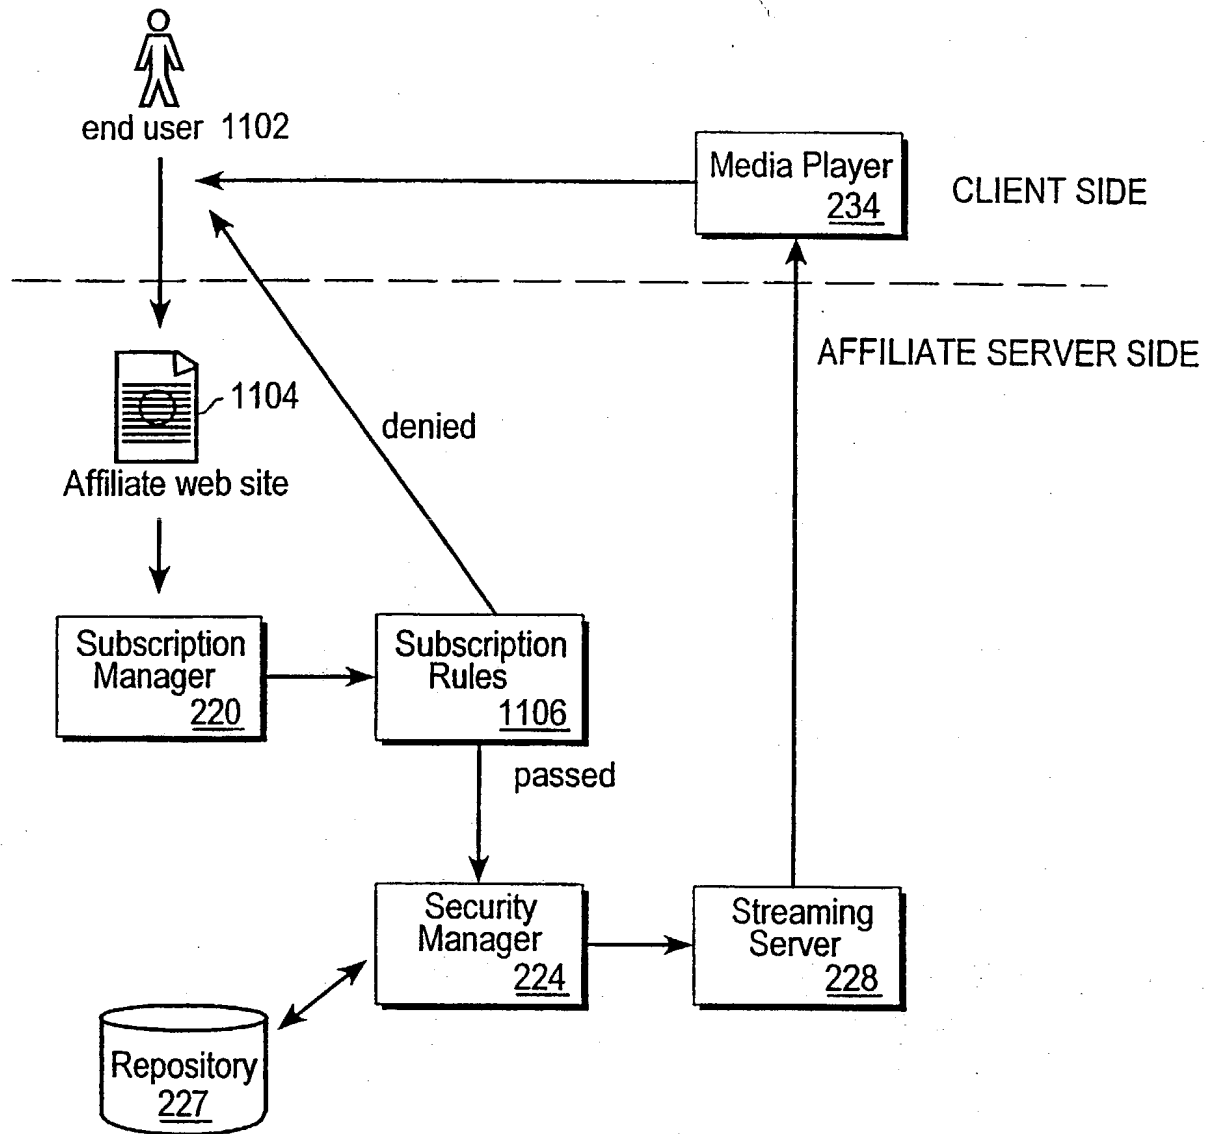 end user 1102
Media Player
234
CLIENT SIDE
AFFILIATE SERVER SIDE
1104
denied
Affiliate web site
Subscription
Manager
220
Subscription
Rules
1106
passed
Security
Manager
224
Streaming
Server
228
Repository
227